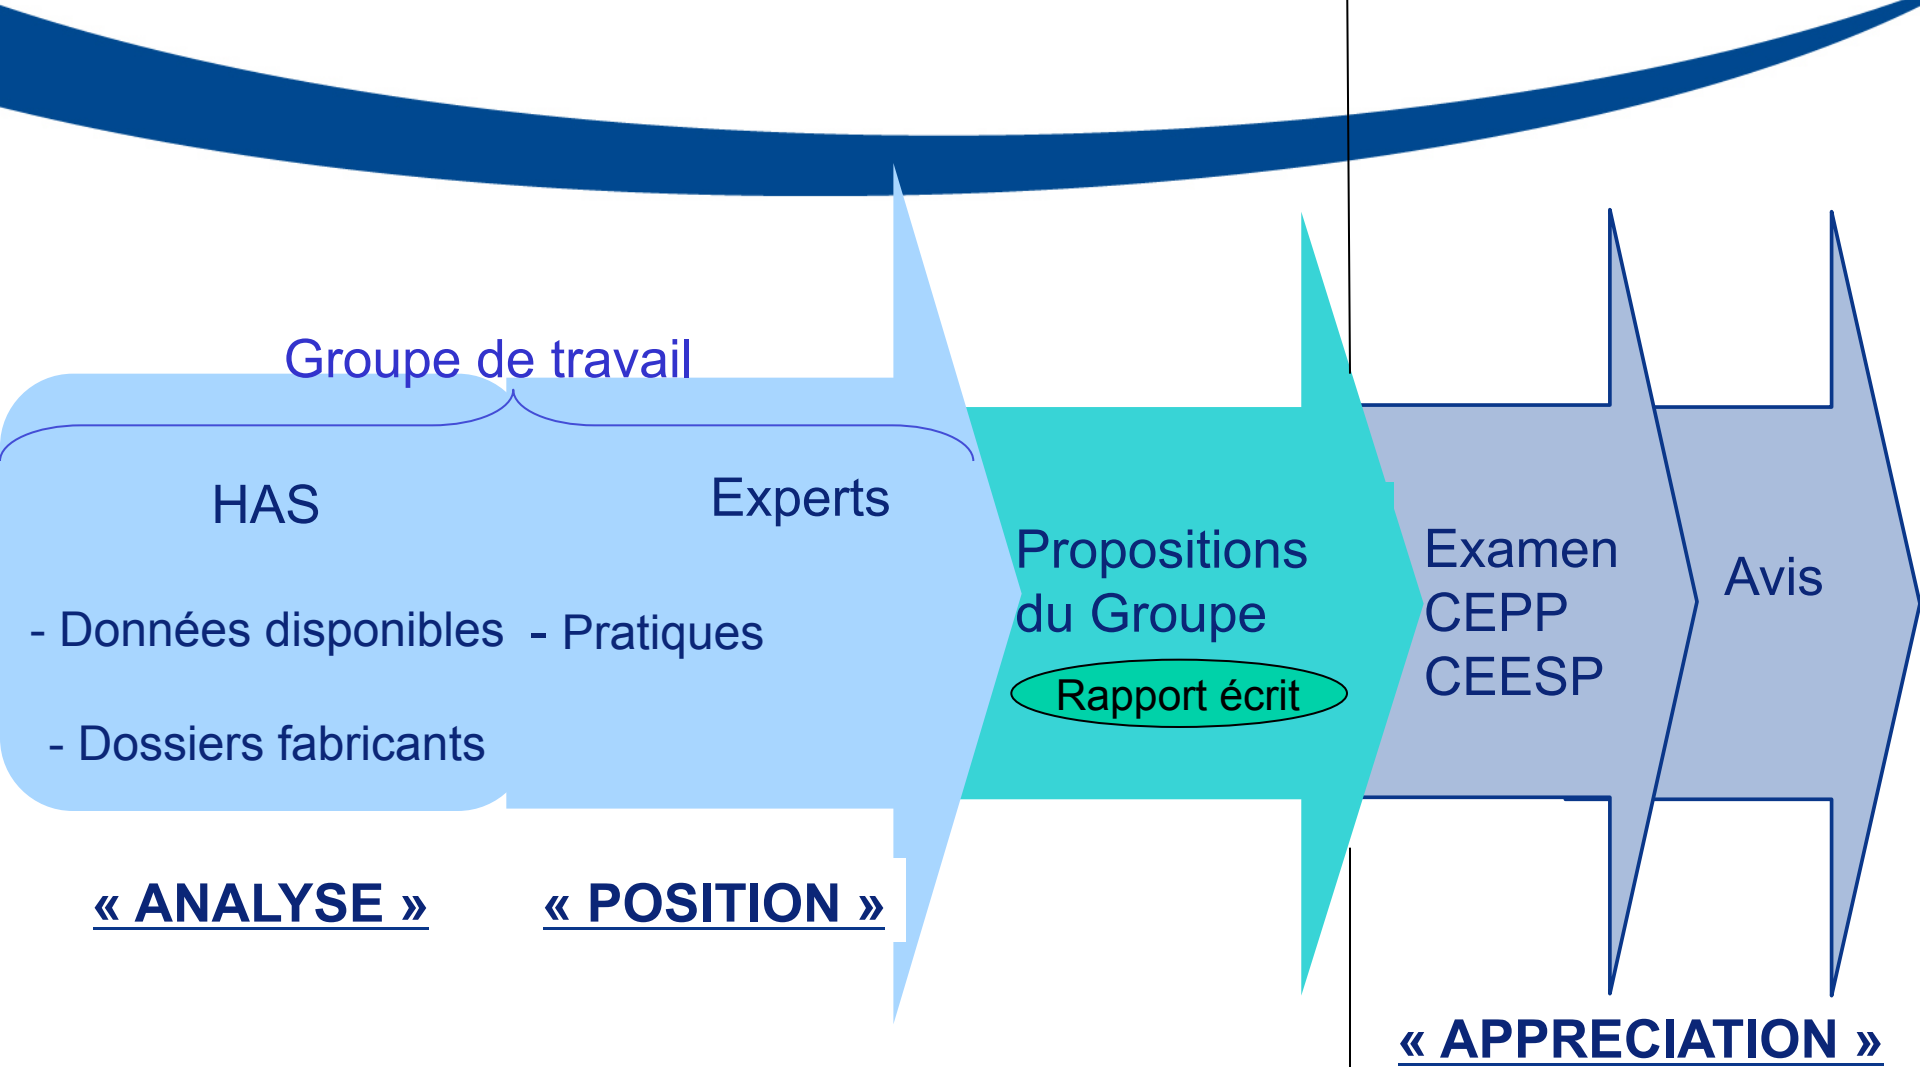 Groupe de travail
HAS
Experts
- Données disponibles
- Pratiques
- Dossiers fabricants
« ANALYSE »
« POSITION »
Propositions
du Groupe
Rapport écrit
Examen
CEPP
CEESP
Avis
« APPRECIATION »